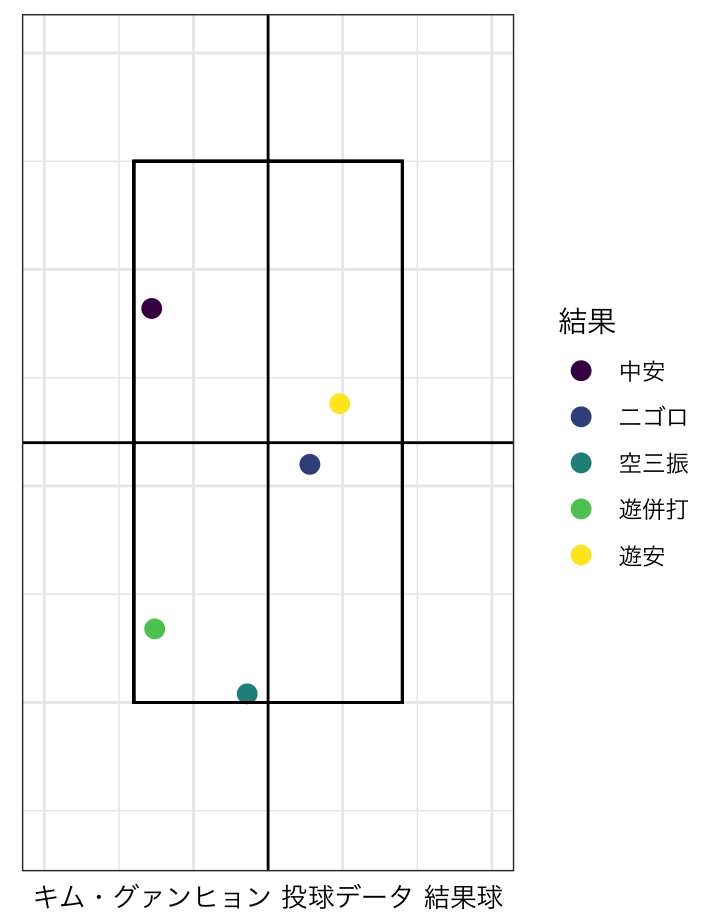 結果
中安
ニゴロ
空三振
遊併打
遊安
キム・グァンヒョン 投球データ 結果球